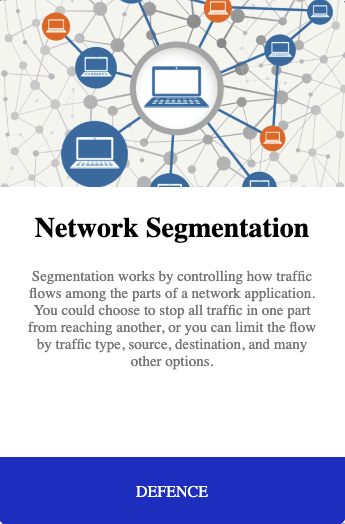 Network Segmentation
Segmentation works by controlling how traffic
flows among the parts of a network application.
You could choose to stop all traffic in one part
from reaching another, or you can limit the flow
by traffic type, source, destination, and many
other options.
DEFENCE